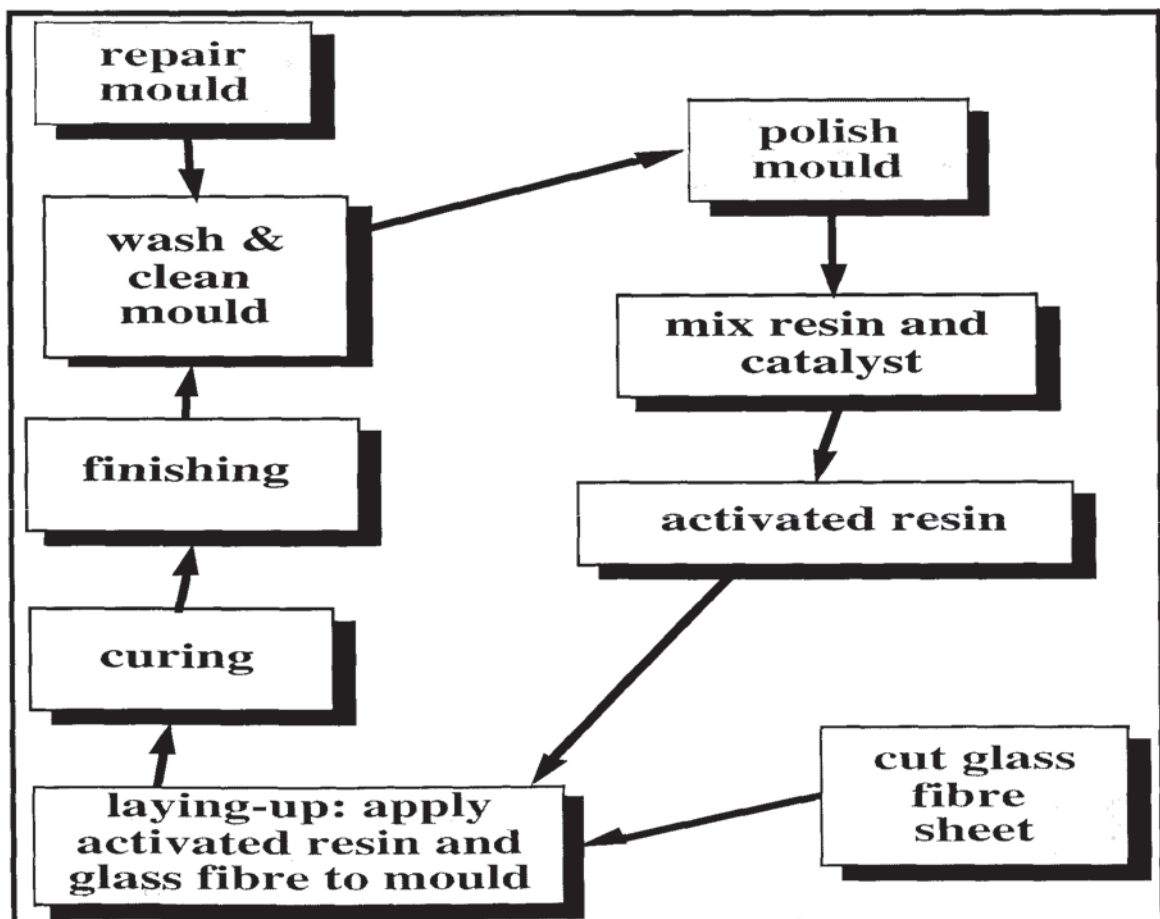 repair
mould
polish
mould
wash &
clean
mould
mix resin and
catalyst
finishing
activated resin
curing
cut glass
fibre
sheet
laying-up: apply
activated resin and
glass fibre to mould